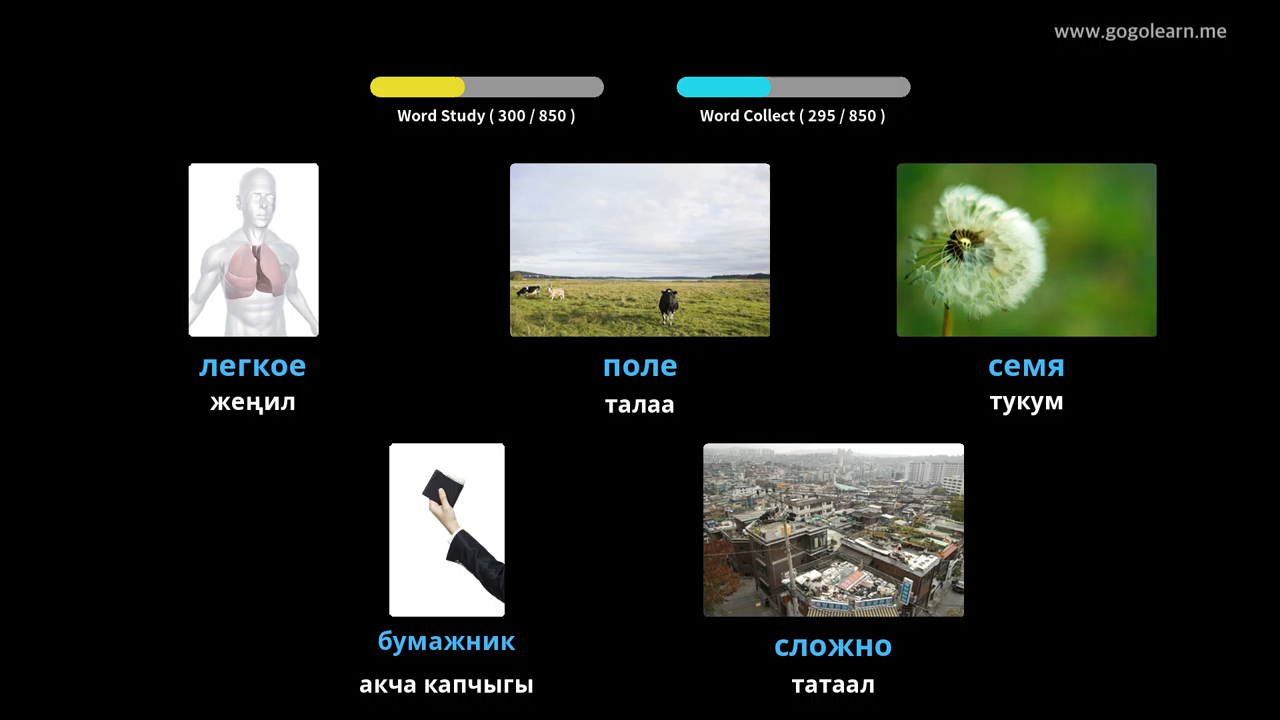 www.gogolearn.me
Word Study ( 300 / 850 )
Word Collect ( 295 / 850 )
легкое
жеңил
поле
талаа
семя
тукум
бумажник
акча капчыгы
сложно
татаал